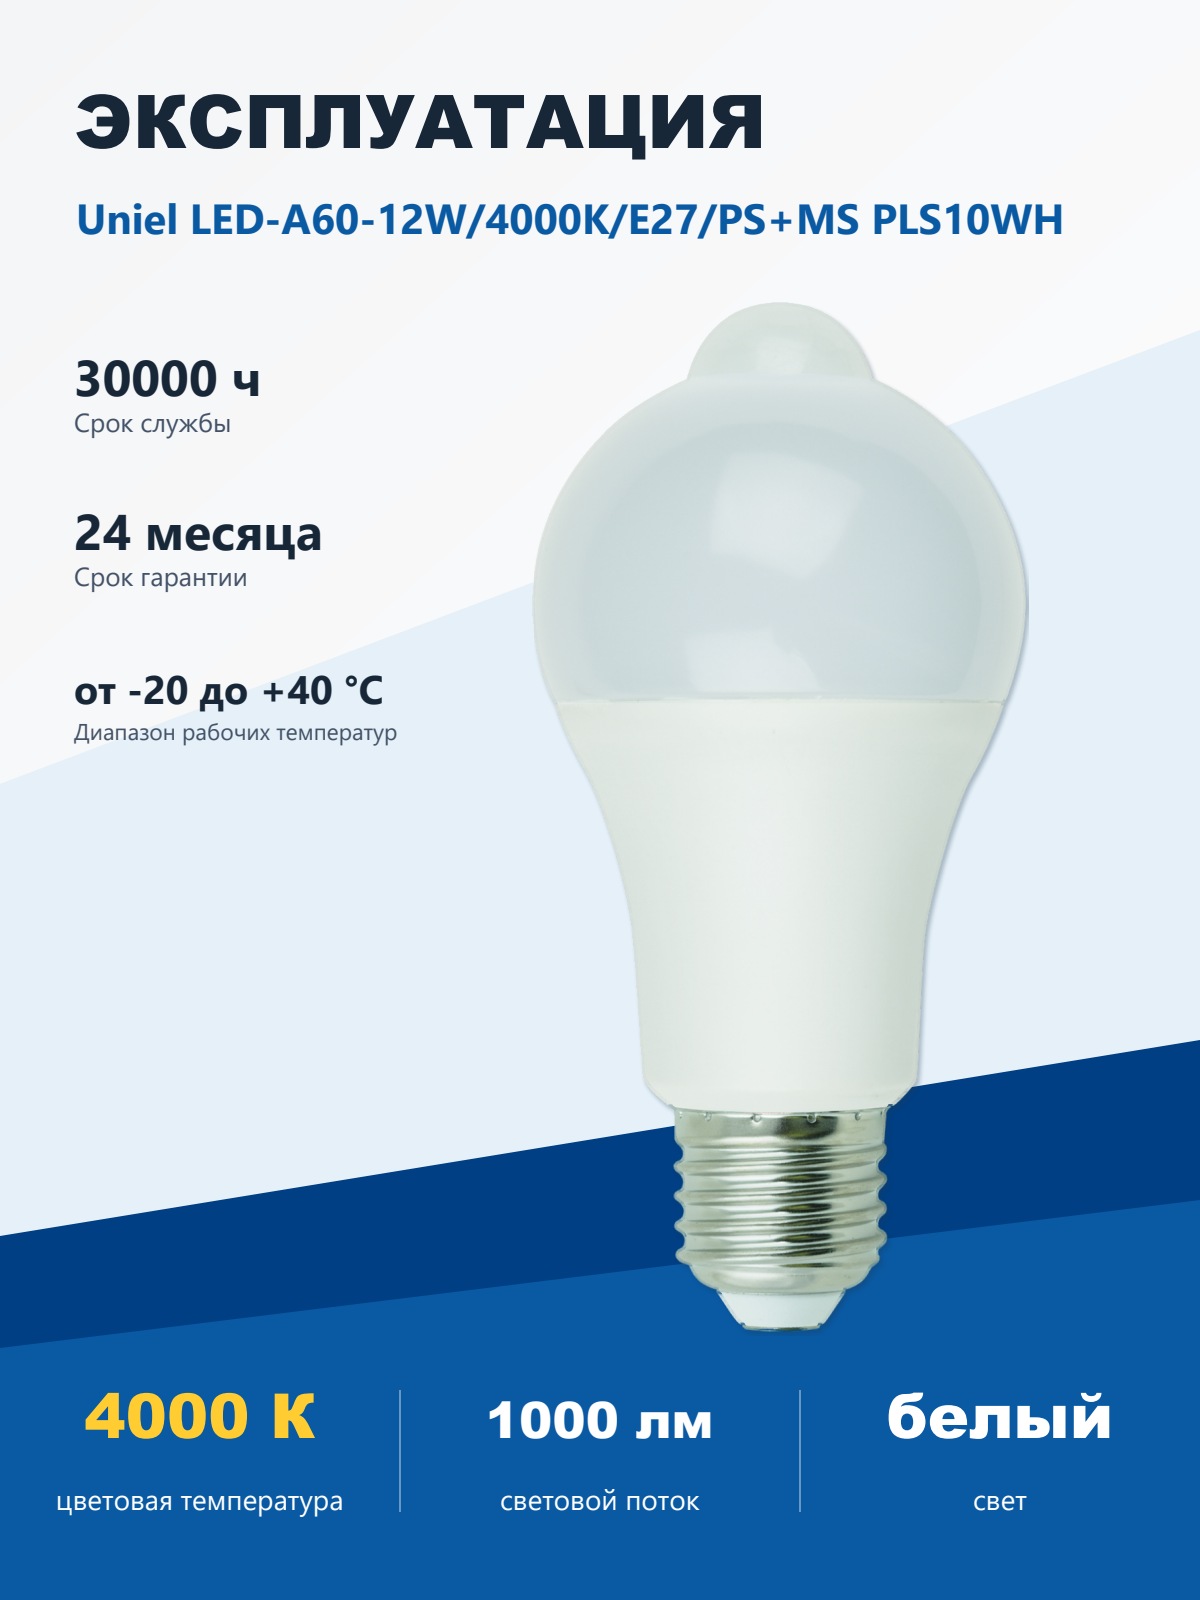 ЭКСПЛУАТАЦИЯ
Uniel LED-A60-12W/4000K/E27/PS+MS PLS10WH
30000 ч
Срок службы
24 месяца
Срок гарантии
от -20 до +40 °C
Диапазон рабочих температур
4000 К
цветовая температура
1000 лм
световой поток
белый
свет